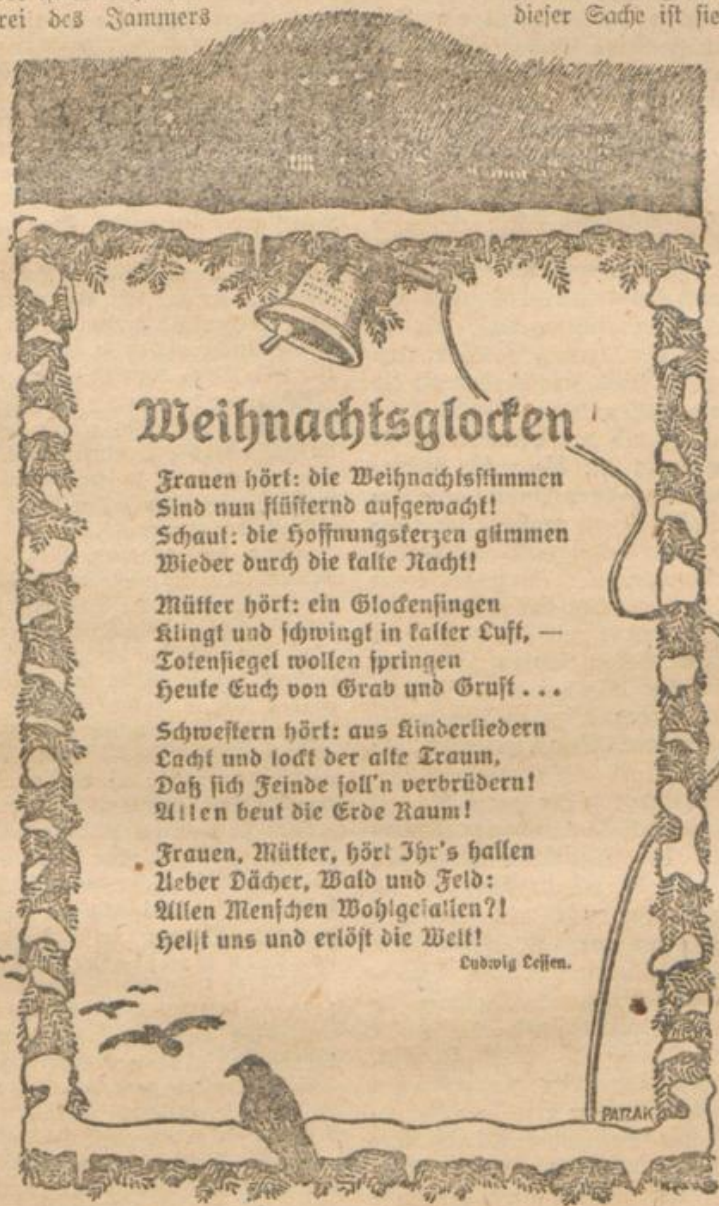 rei des Jammers
dieser Sache ist sie
Weihnachtsglocken
Frauen hört: die Weihnachtsstimmen
Sind nun flüsternd aufgewacht!
Schaut: die Hoffnungskerzen glimmen
Wieder durch die kalte Nacht!
Mütter hört: ein Glockensingen
Klingt und schwingt in kalter Luft, —
Totensiegel wollen springen
Heute Euch von Grab und Gruft...
Schwestern hört: aus Kinderliedern
Lacht und lockt der alte Traum,
Daß sich Feinde soll'n verbrüdern!
Allen beut die Erde Raum!
Frauen, Mütter, hört Ihr's hallen
Ueber Dächer, Wald und Feld:
Allen Menschen Wohlgefallen?!
Helft uns und erlöst die Welt!
Ludwig Lessen.
PATZAK